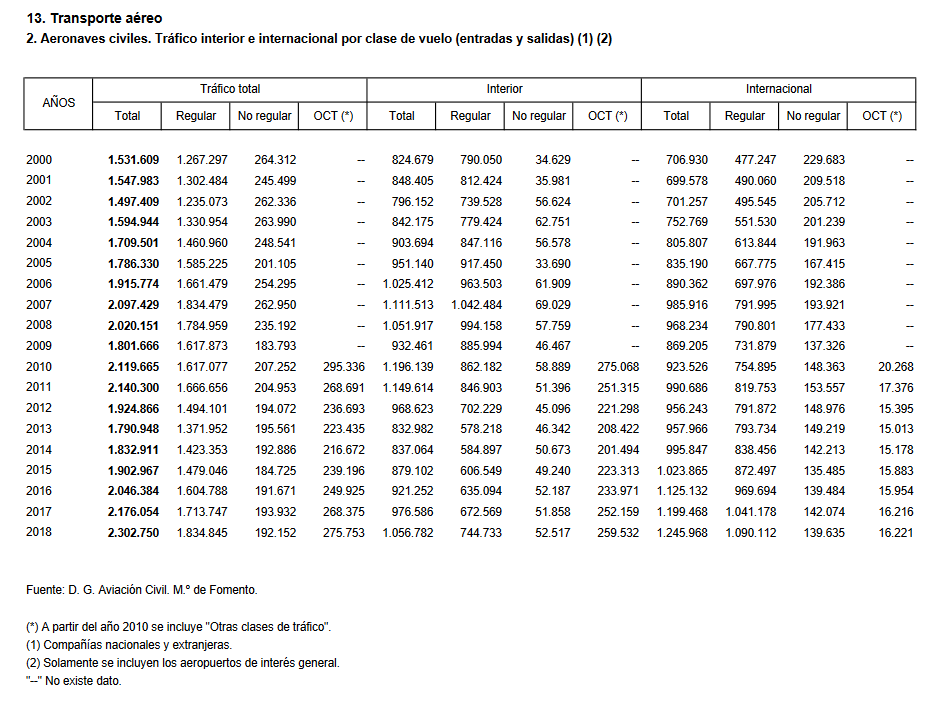 13. Transporte aéreo
2. Aeronaves civiles. Tráfico interior e internacional por clase de vuelo (entradas y salidas) (1) (2)
AÑOS Tráfico total Interior Internacional
Total Regular No regular OCT (*) Total Regular No regular OCT (*) Total Regular No regular OCT (*)
2000 1.531.609 1.267.297 264.312 -- 824.679 790.050 34.629 -- 706.930 477.247 229.683 --
2001 1.547.983 1.302.484 245.499 -- 848.405 812.424 35.981 -- 699.578 490.060 209.518 --
2002 1.497.409 1.235.073 262.336 -- 796.152 739.528 56.624 -- 701.257 495.545 205.712 --
2003 1.594.944 1.330.954 263.990 -- 842.175 779.424 62.751 -- 752.769 551.530 201.239 --
2004 1.709.501 1.460.960 248.541 -- 903.694 847.116 56.578 -- 805.807 613.844 191.963 --
2005 1.786.330 1.585.225 201.105 -- 951.140 917.450 33.690 -- 835.190 667.775 167.415 --
2006 1.915.774 1.661.479 254.295 -- 1.025.412 963.503 61.909 -- 890.362 697.976 192.386 --
2007 2.097.429 1.834.479 262.950 -- 1.111.513 1.042.484 69.029 -- 985.916 791.995 193.921 --
2008 2.020.151 1.784.959 235.192 -- 1.051.917 994.158 57.759 -- 968.234 790.801 177.433 --
2009 1.801.666 1.617.873 183.793 -- 932.461 885.994 46.467 -- 869.205 731.879 137.326 --
2010 2.119.665 1.617.077 207.252 295.336 1.196.139 862.182 58.889 275.068 923.526 754.895 148.363 20.268
2011 2.140.300 1.666.656 204.953 268.691 1.149.614 846.903 51.396 251.315 990.686 819.753 153.557 17.376
2012 1.924.866 1.494.101 194.072 236.693 968.623 702.229 45.096 221.298 956.243 791.872 148.976 15.395
2013 1.790.948 1.371.952 195.561 223.435 832.982 578.218 46.342 208.422 957.966 793.734 149.219 15.013
2014 1.832.911 1.423.353 192.886 216.672 837.064 584.897 50.673 201.494 995.847 838.456 142.213 15.178
2015 1.902.967 1.479.046 184.725 239.196 879.102 606.549 49.240 223.313 1.023.865 872.497 135.485 15.883
2016 2.046.384 1.604.788 191.671 249.925 921.252 635.094 52.187 233.971 1.125.132 969.694 139.484 15.954
2017 2.176.054 1.713.747 193.932 268.375 976.586 672.569 51.858 252.159 1.199.468 1.041.178 142.074 16.216
2018 2.302.750 1.834.845 192.152 275.753 1.056.782 744.733 52.517 259.532 1.245.968 1.090.112 139.635 16.221
Fuente: D. G. Aviación Civil. M.º de Fomento.
(*) A partir del año 2010 se incluye "Otras clases de tráfico".
(1) Compañías nacionales y extranjeras.
(2) Solamente se incluyen los aeropuertos de interés general.
"--" No existe dato.